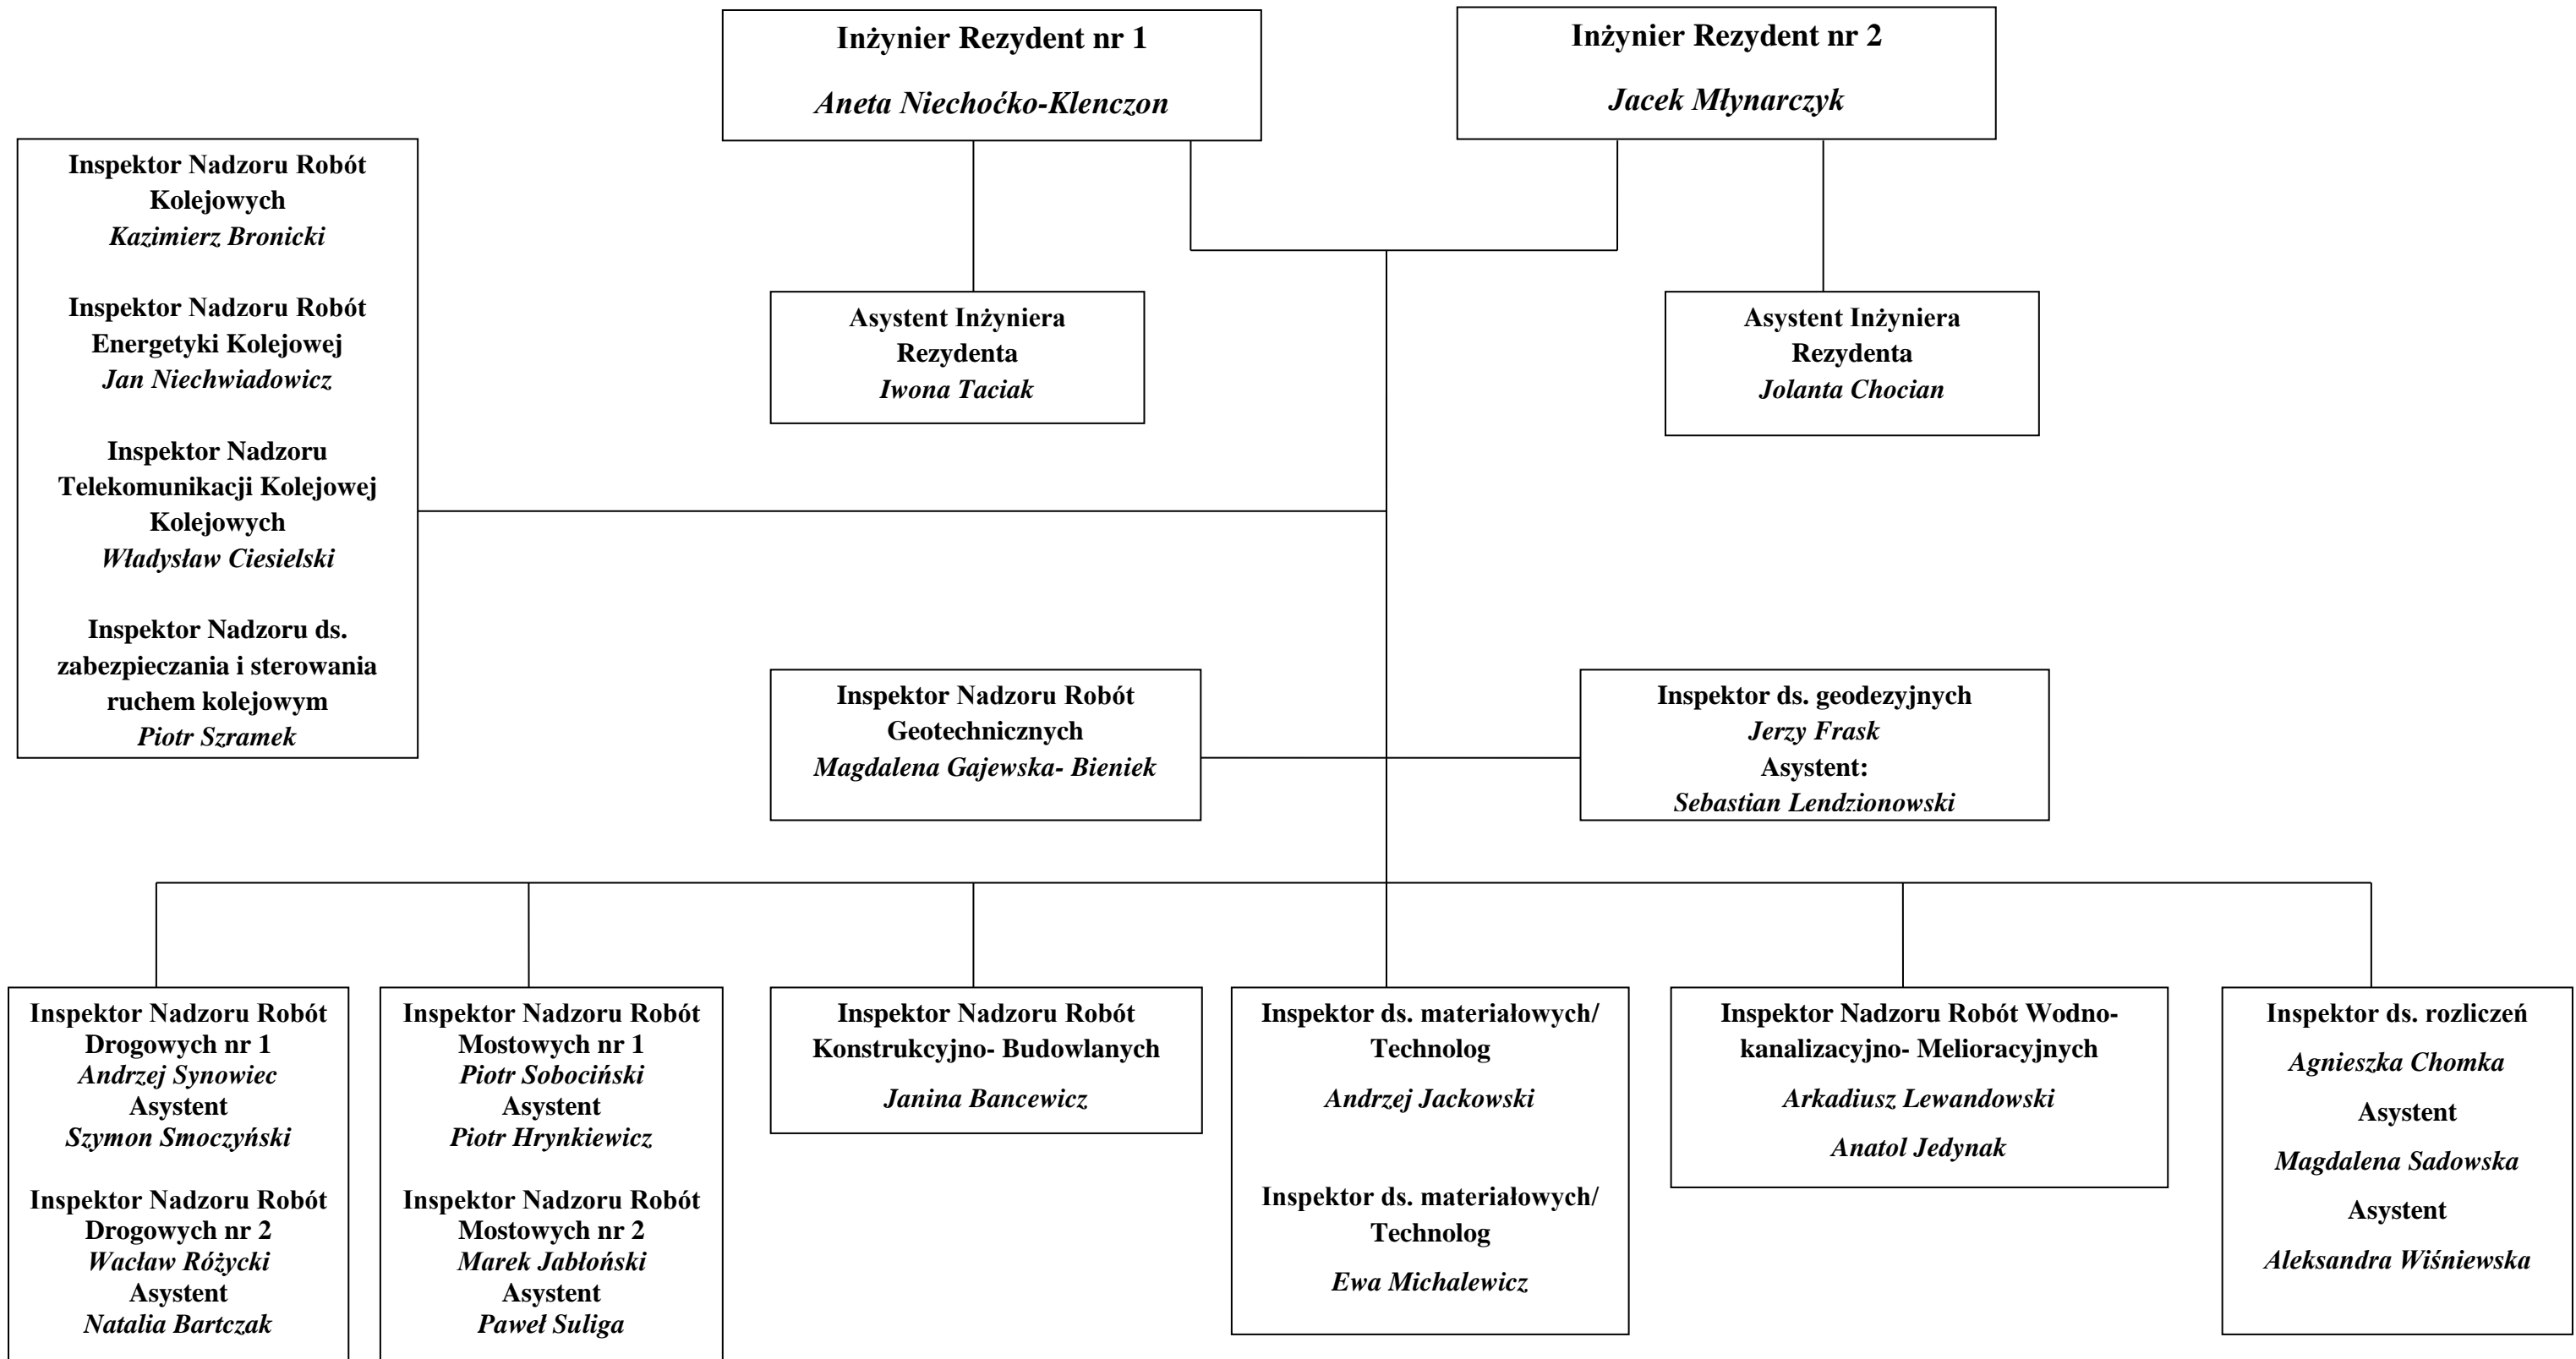 Inżynier Rezydent nr 1
Aneta Niechoćko-Klenczon
Inżynier Rezydent nr 2
Jacek Młynarczyk
Inspektor Nadzoru Robót
Kolejowych
Kazimierz Bronicki
Inspektor Nadzoru Robót
Energetyki Kolejowej
Jan Niechwiadowicz
Inspektor Nadzoru
Telekomunikacji Kolejowej
Kolejowych
Władysław Ciesielski
Inspektor Nadzoru ds.
zabezpieczania i sterowania
ruchem kolejowym
Piotr Szramek
Asystent Inżyniera
Rezydenta
Iwona Taciak
Asystent Inżyniera
Rezydenta
Jolanta Chocian
Inspektor Nadzoru Robót
Geotechnicznych
Magdalena Gajewska- Bieniek
Inspektor ds. geodezyjnych
Jerzy Frask
Asystent:
Sebastian Lendzionowski
Inspektor Nadzoru Robót
Drogowych nr 1
Andrzej Synowiec
Asystent
Szymon Smoczyński
Inspektor Nadzoru Robót
Drogowych nr 2
Wacław Różycki
Asystent
Natalia Bartczak
Inspektor Nadzoru Robót
Mostowych nr 1
Piotr Sobociński
Asystent
Piotr Hrynkiewicz
Inspektor Nadzoru Robót
Mostowych nr 2
Marek Jabłoński
Asystent
Paweł Suliga
Inspektor Nadzoru Robót
Konstrukcyjno- Budowlanych
Janina Bancewicz
Inspektor ds. materiałowych/
Technolog
Andrzej Jackowski
Inspektor ds. materiałowych/
Technolog
Ewa Michalewicz
Inspektor Nadzoru Robót Wodno-
kanalizacyjno- Melioracyjnych
Arkadiusz Lewandowski
Anatol Jedynak
Inspektor ds. rozliczeń
Agnieszka Chomka
Asystent
Magdalena Sadowska
Asystent
Aleksandra Wiśniewska